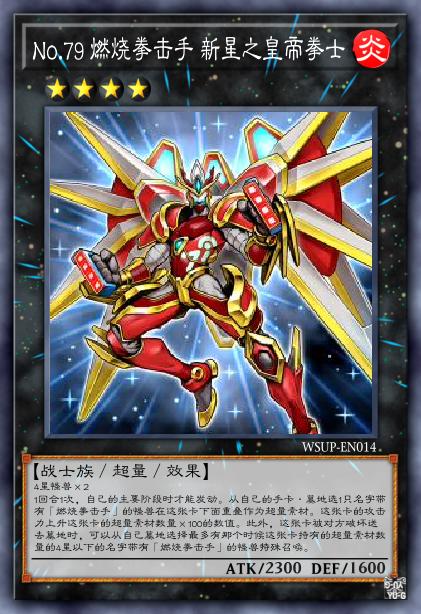 No.79 燃烧拳击手 新星之皇帝拳士 炎
WSUP-EN014
【战士族／超量／效果】
4星怪兽×2
1回合1次，自己的主要阶段时才能发动。从自己的手卡·墓地选1只名字带
有「燃烧拳击手」的怪兽在这张卡下面重叠作为超量素材。这张卡的攻击
力上升这张卡的超量素材数量×100的数值。此外，这张卡被对方破坏送
去墓地时，可以从自己墓地选择最多有那个时候这张卡持有的超量素材数
量的4星以下的名字带有「燃烧拳击手」的怪兽特殊召唤。
ATK/2300 DEF/1600